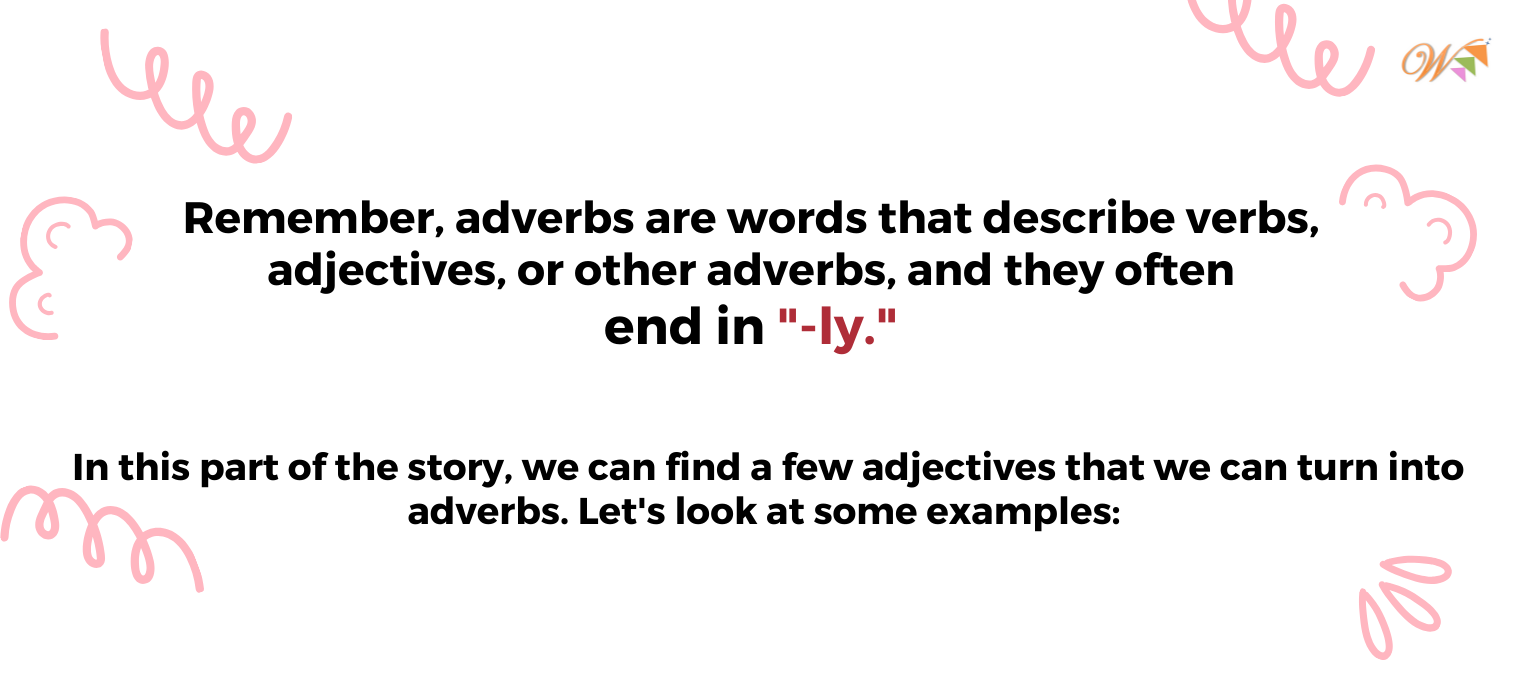 W
Remember, adverbs are words that describe verbs,
adjectives, or other adverbs, and they often
end in "-ly."
In this part of the story, we can find a few adjectives that we can turn into
adverbs. Let's look at some examples: